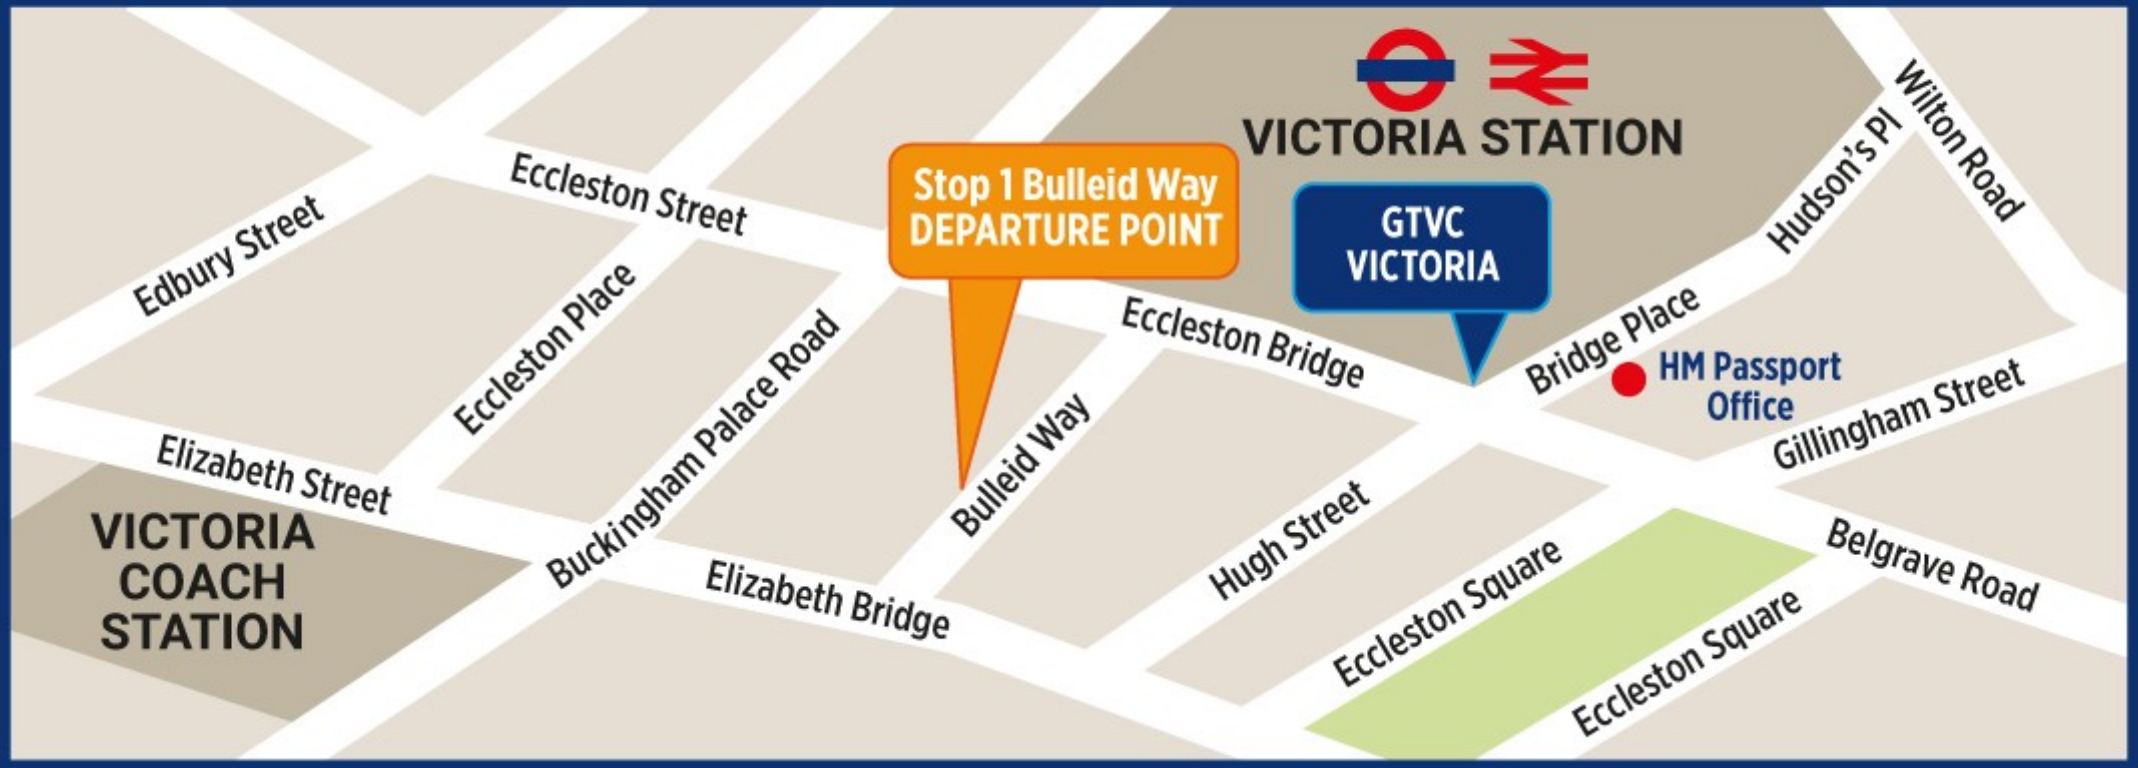 VICTORIA STATION
Wilton Road
Hudson's Pl
Eccleston Street
Stop 1 Bulleid Way
DEPARTURE POINT
GTVC
VICTORIA
Edbury Street
Eccleston Place
Buckingham Palace Road
Eccleston Bridge
Bridge Place
HM Passport
Office
Gillingham Street
Elizabeth Street
Bulleid Way
Hugh Street
VICTORIA
COACH
STATION
Elizabeth Bridge
Eccleston Square
Belgrave Road
Eccleston Square